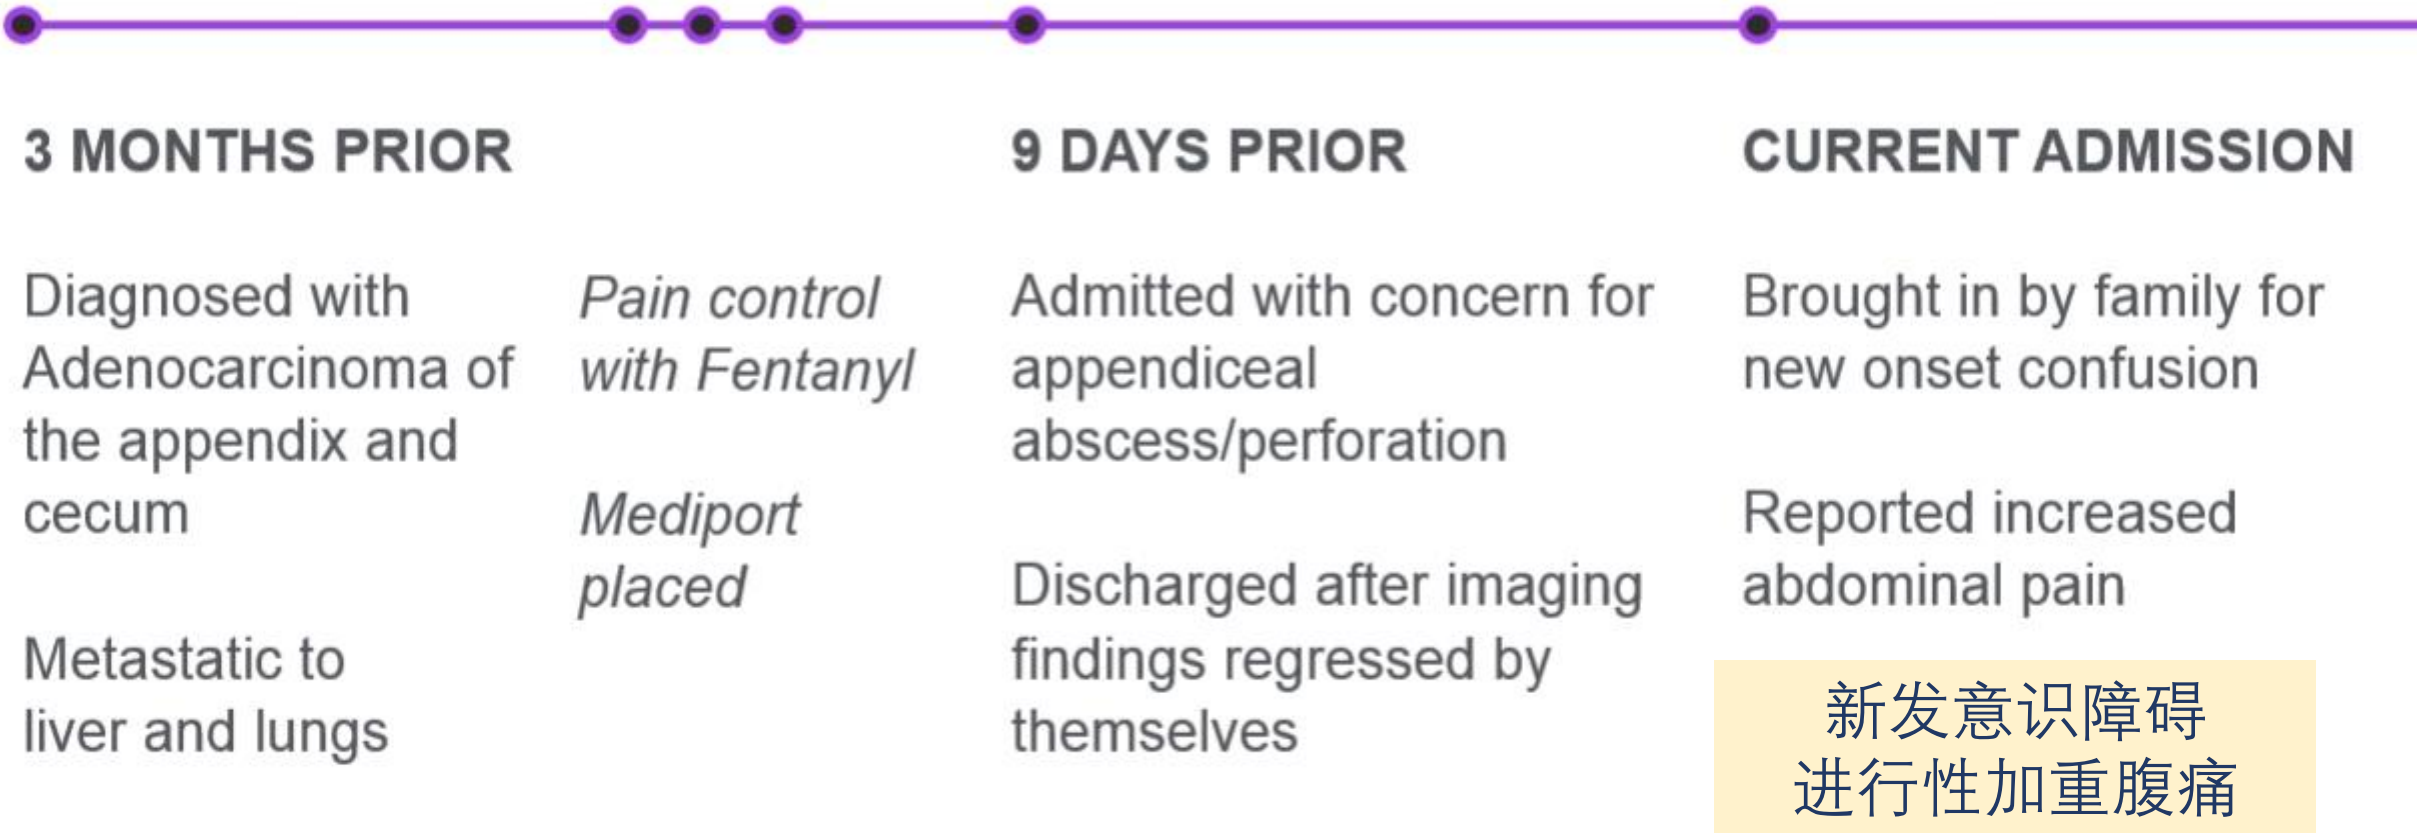 3 MONTHS PRIOR
Diagnosed with
Adenocarcinoma of
the appendix and
cecum
Metastatic to
liver and lungs
Pain control
with Fentanyl
Mediport
placed
9 DAYS PRIOR
Admitted with concern for
appendiceal
abscess/perforation
Discharged after imaging
findings regressed by
themselves
CURRENT ADMISSION
Brought in by family for
new onset confusion
Reported increased
abdominal pain
新发意识障碍
进行性加重腹痛